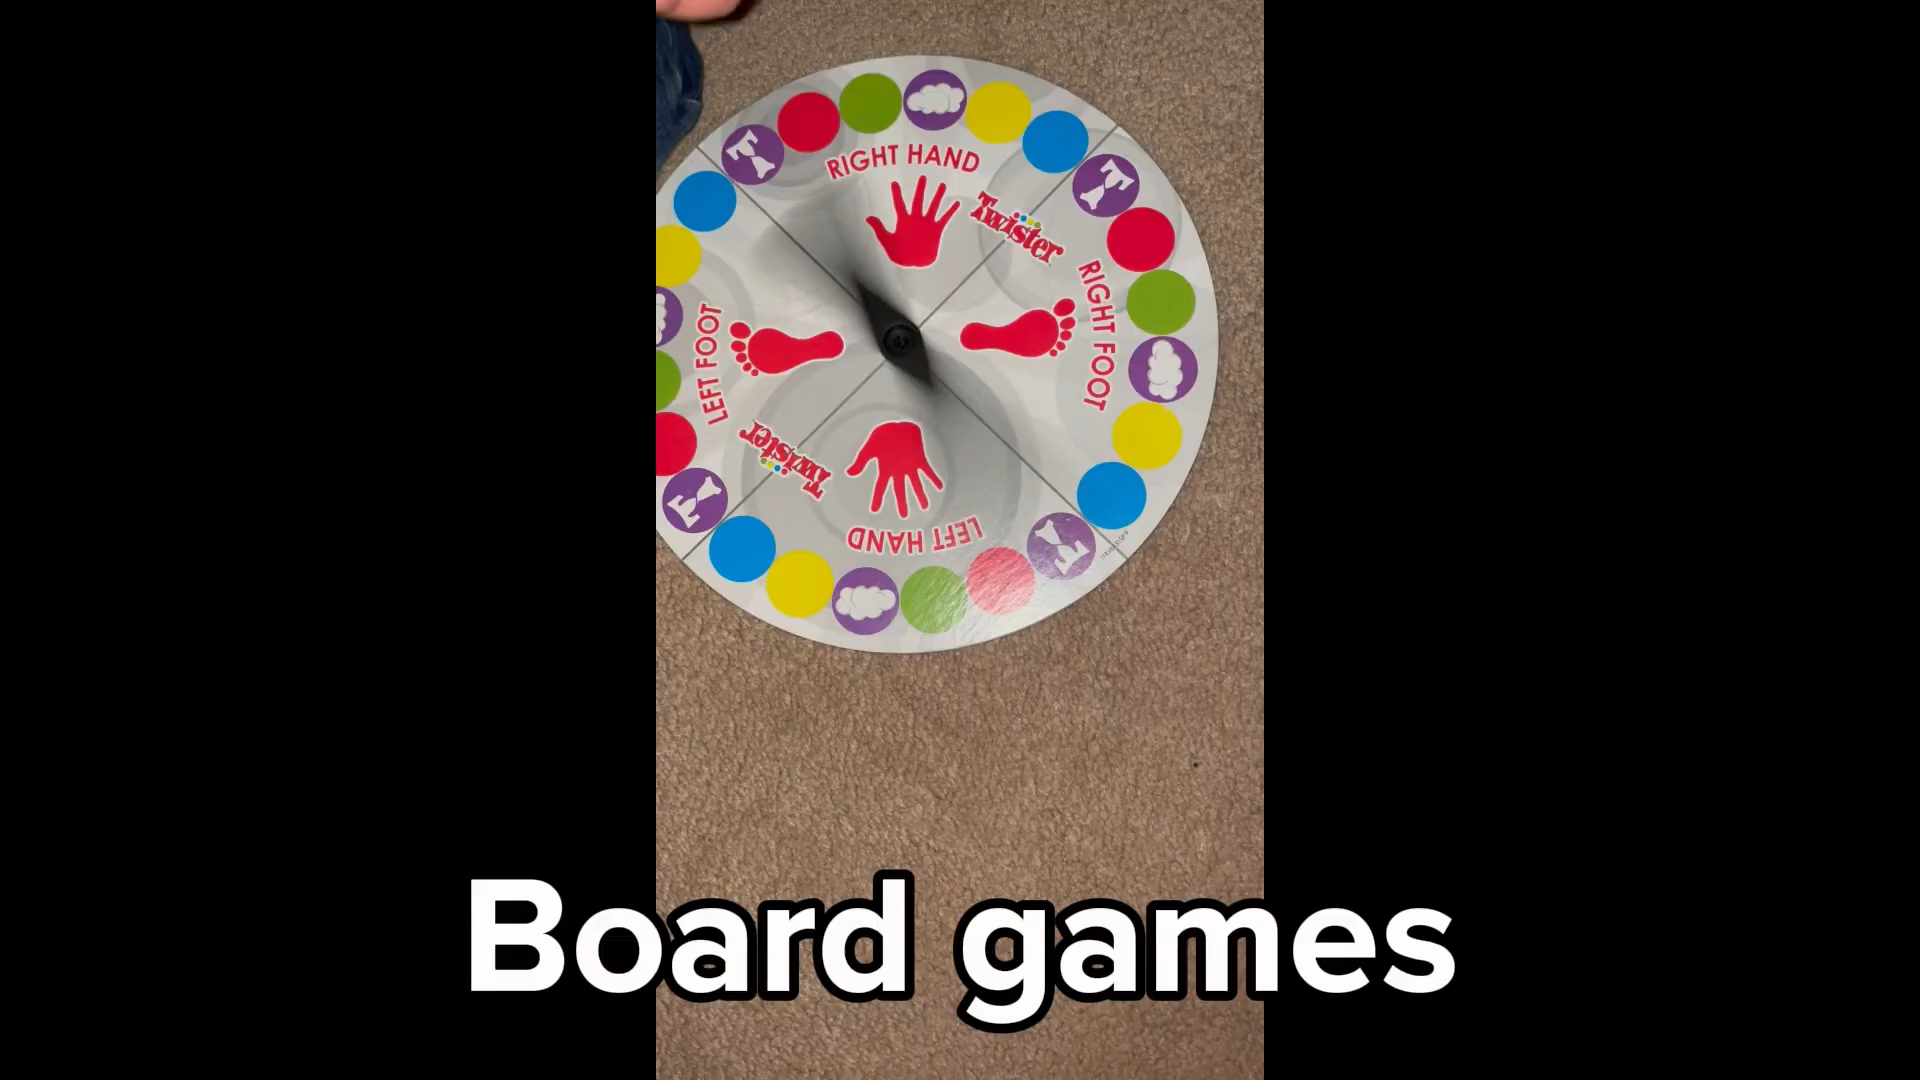 RIGHT HAND
Twister
RIGHT FOOT
LEFT FOOT
Twister
LEFT HAND
Board games